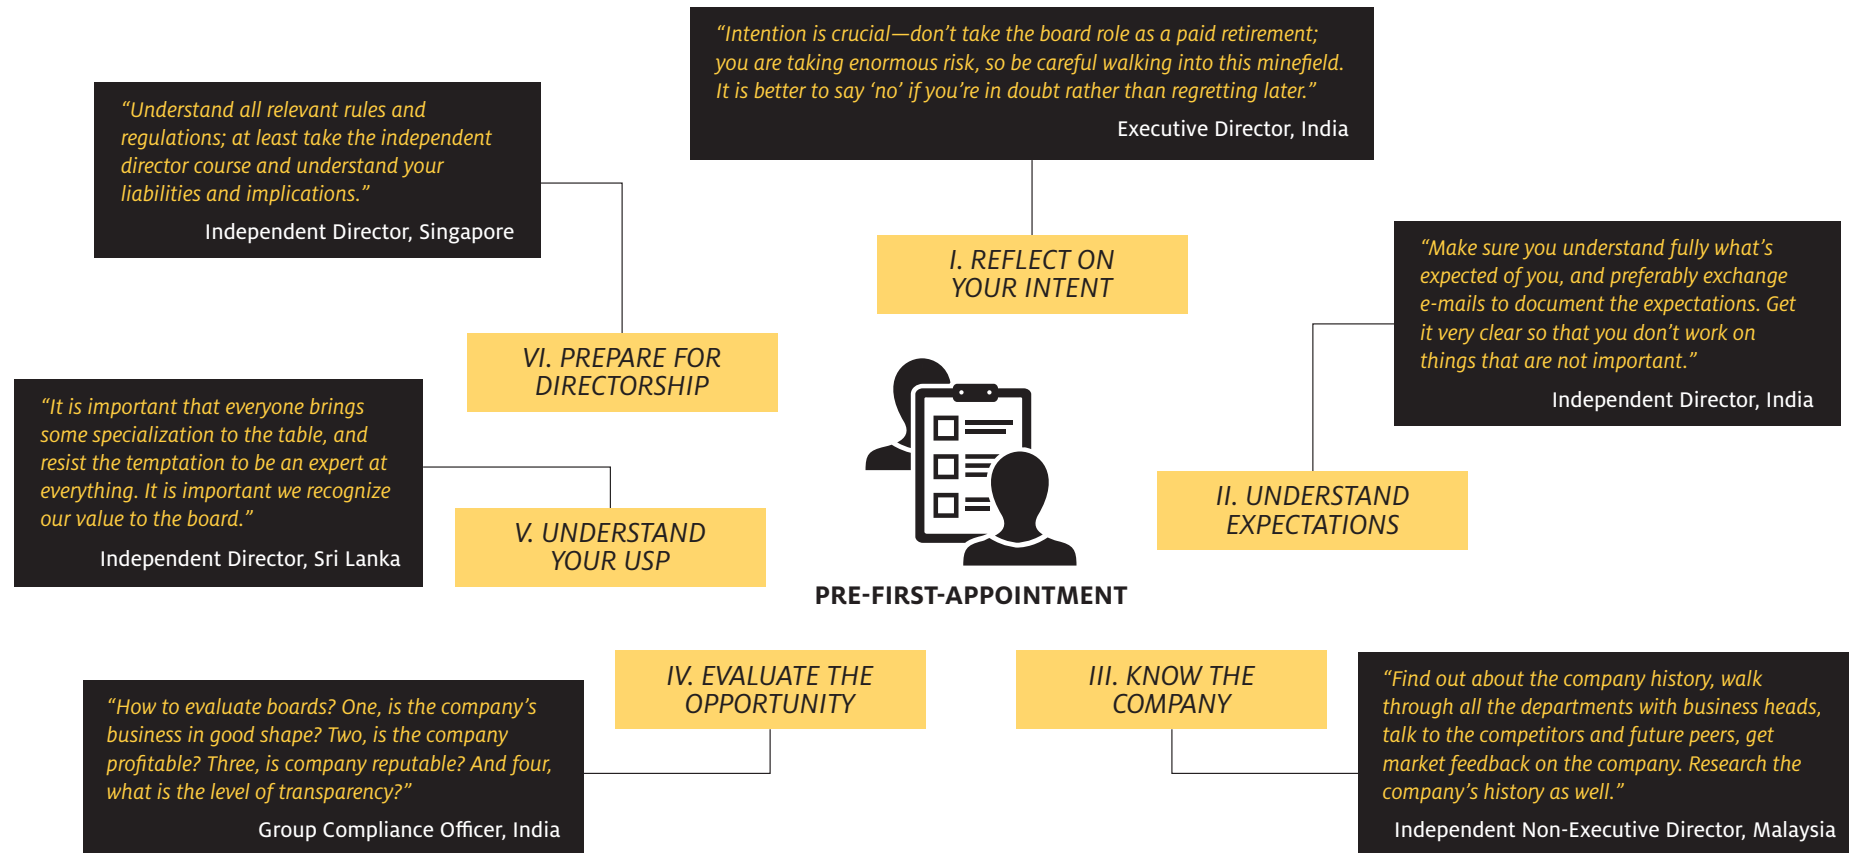 “Intention is crucial—don’t take the board role as a paid retirement;
you are taking enormous risk, so be careful walking into this minefield.
It is better to say ‘no’ if you’re in doubt rather than regretting later.”
Executive Director, India
I. REFLECT ON
YOUR INTENT
“Make sure you understand fully what’s
expected of you, and preferably exchange
e-mails to document the expectations. Get
it very clear so that you don’t work on
things that are not important.”
Independent Director, India
II. UNDERSTAND
EXPECTATIONS
III. KNOW THE
COMPANY
“Find out about the company history, walk
through all the departments with business heads,
talk to the competitors and future peers, get
market feedback on the company. Research the
company’s history as well.”
Independent Non-Executive Director, Malaysia
IV. EVALUATE THE
OPPORTUNITY
“How to evaluate boards? One, is the company’s
business in good shape? Two, is the company
profitable? Three, is company reputable? And four,
what is the level of transparency?”
Group Compliance Officer, India
“It is important that everyone brings
some specialization to the table, and
resist the temptation to be an expert at
everything. It is important we recognize
our value to the board.”
Independent Director, Sri Lanka
V. UNDERSTAND
YOUR USP
“Understand all relevant rules and
regulations; at least take the independent
director course and understand your
liabilities and implications.”
Independent Director, Singapore
VI. PREPARE FOR
DIRECTORSHIP
PRE-FIRST-APPOINTMENT